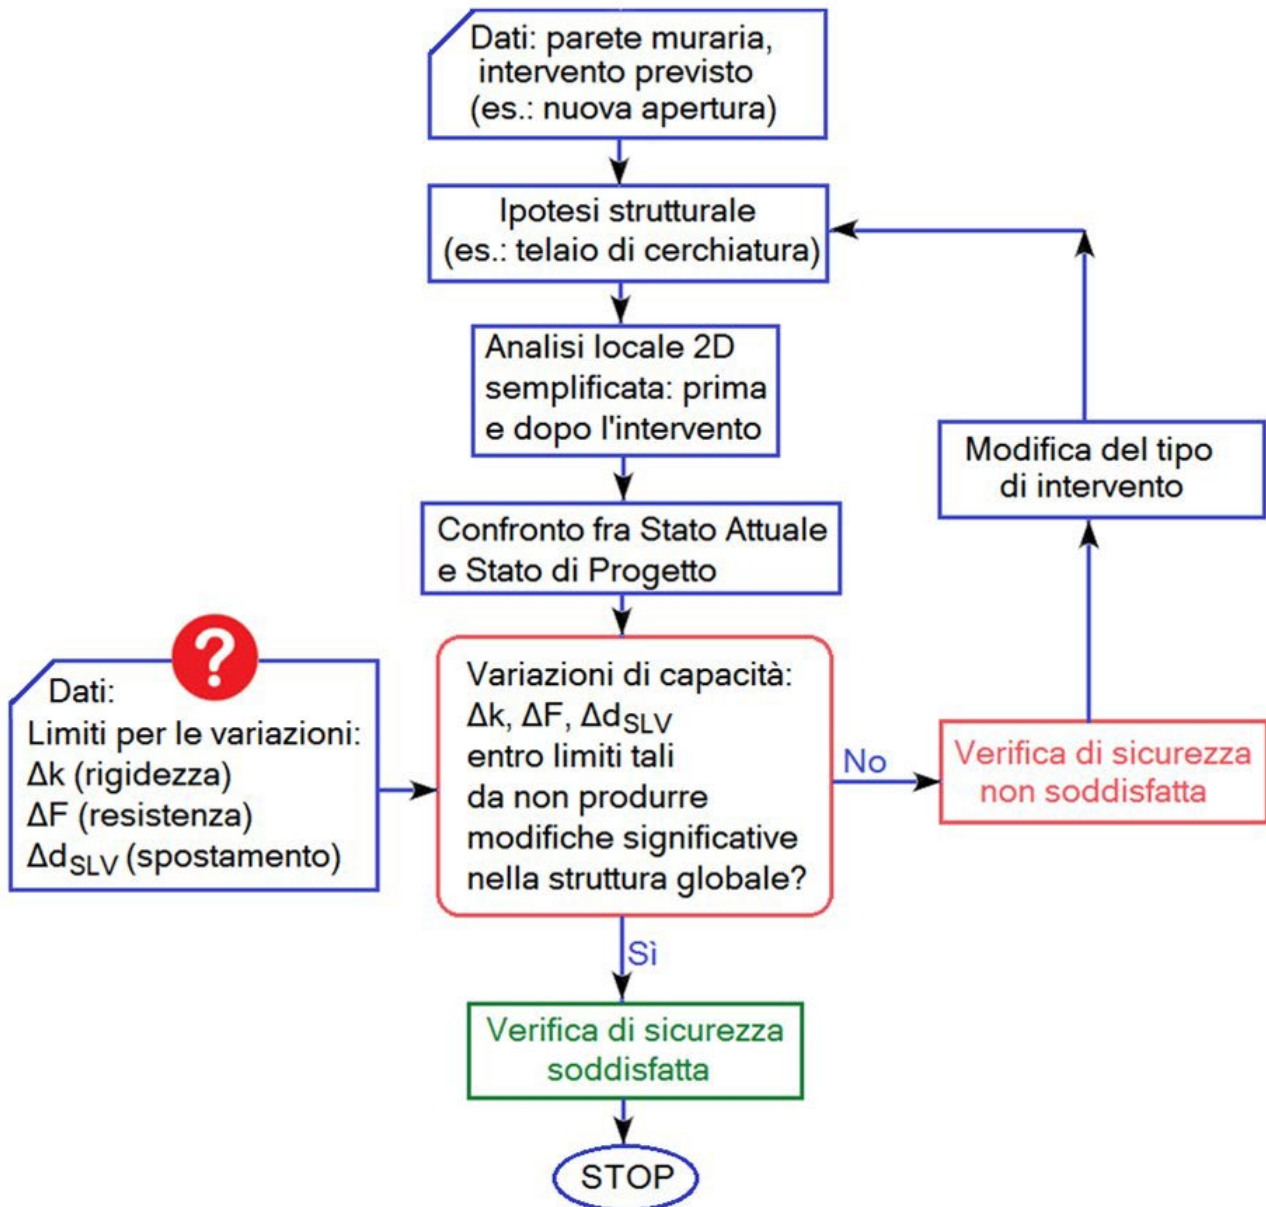 Dati: parete muraria,
intervento previsto
(es.: nuova apertura)
Ipotesi strutturale
(es.: telaio di cerchiatura)
Analisi locale 2D
semplificata: prima
e dopo l'intervento
Modifica del tipo
di intervento
Confronto fra Stato Attuale
e Stato di Progetto
?
Dati:
Limiti per le variazioni:
Δk (rigidezza)
ΔF (resistenza)
Δd_SLV (spostamento)
Variazioni di capacità:
Δk, ΔF, Δd_SLV
entro limiti tali
da non produrre
modifiche significative
nella struttura globale?
No
Verifica di sicurezza
non soddisfatta
Sì
Verifica di sicurezza
soddisfatta
STOP